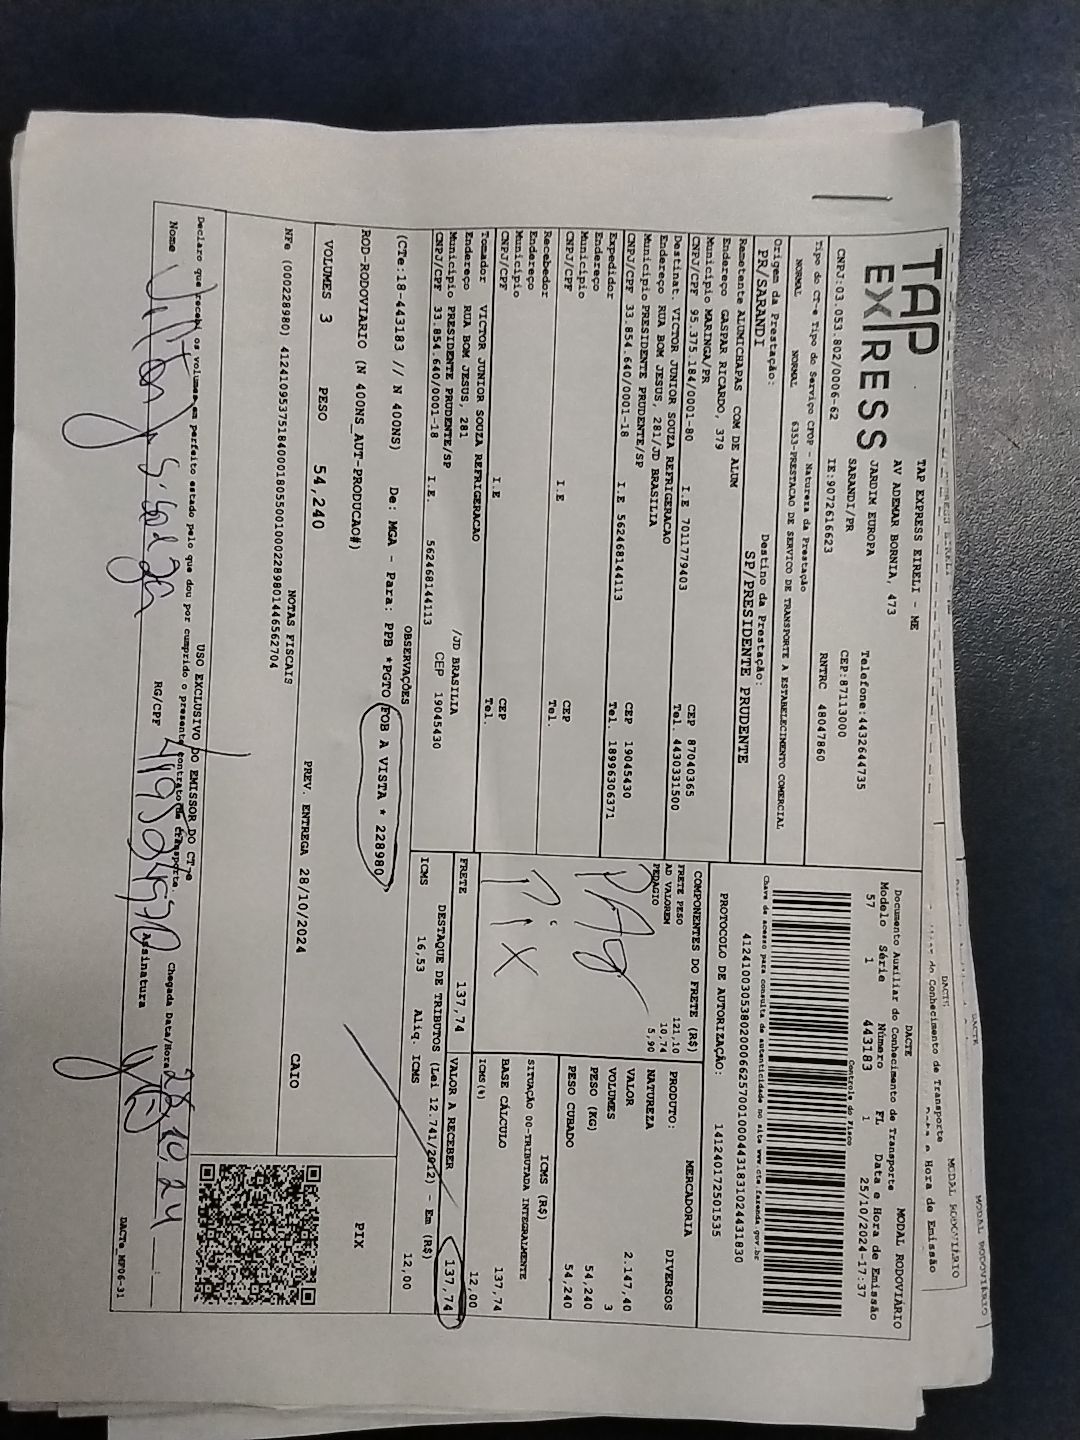 TAP
EXPRESS
TAP EXPRESS EIRELI - ME
AV ADEMAR BORNIA, 473
JARDIM EUROPA
SARANDI/PR
Telefone:4432644735
CEP:87113000
CNPJ:03.053.802/0006-62
IE:9072616623
RNTRC 48047860
Tipo do CT-e Tipo do Serviço CFOP - Natureza da Prestação
NORMAL NORMAL 6353-PRESTACAO DE SERVICO DE TRANSPORTE A ESTABELECIMENTO COMERCIAL
Origem da Prestação:
PR/SARANDI
Destino da Prestação:
SP/PRESIDENTE PRUDENTE
Remetente ALUMICHAPAS COM DE ALUM
Endereço GASPAR RICARDO, 379
Município MARINGA/PR CEP 87040365
CNPJ/CPF 95.375.184/0001-80 I.E 7011779403 Tel. 4430331500
Destinat. VICTOR JUNIOR SOUZA REFRIGERACAO
Endereço RUA BOM JESUS, 281/JD BRASILIA
Município PRESIDENTE PRUDENTE/SP CEP 19045430
CNPJ/CPF 33.854.640/0001-18 I.E 562468144113 Tel. 18996306371
Expedidor
Endereço
Município CEP
CNPJ/CPF I.E Tel.
Recebedor
Endereço
Município CEP
CNPJ/CPF I.E Tel.
Tomador VICTOR JUNIOR SOUZA REFRIGERACAO
Endereço RUA BOM JESUS, 281 /JD BRASILIA
Município PRESIDENTE PRUDENTE/SP CEP 19045430
CNPJ/CPF 33.854.640/0001-18 I.E. 562468144113
DACTE
Documento Auxiliar do Conhecimento de Transporte
MODAL RODOVIÁRIO
Modelo Série Número FL Data e Hora de Emissão
57 1 443183 1 25/10/2024-17:37
Controle do Fisco
41241003053802000662570010004431831024431830
Chave de acesso para consulta de autenticidade no site www.cte.fazenda.gov.br
PROTOCOLO DE AUTORIZAÇÃO: 141240172501535
COMPONENTES DO FRETE (R$)
FRETE PESO 121,10
AD VALOREM 10,74
PEDAGIO 5,90
PAg
PiX
MERCADORIA
PRODUTO: DIVERSOS
NATUREZA
VALOR 2.147,40
VOLUMES 3
PESO (KG) 54,240
PESO CUBADO 54,240
ICMS (R$)
SITUAÇÃO 00-TRIBUTADA INTEGRALMENTE
BASE CÁLCULO 137,74
ICMS(%) 12,00
FRETE 137,74 VALOR A RECEBER 137,74
DESTAQUE DE TRIBUTOS (Lei 12.741/2012) - Em (R$)
ICMS 16,53 Aliq. ICMS 12,00
OBSERVAÇÕES
(CTe:18-443183 // N 400NS) De: MGA - Para: PPB *PGTO FOB A VISTA * 228980
ROD-RODOVIARIO (N 400NS_AUT-PRODUCAO#)
VOLUMES 3 PESO 54,240 PREV. ENTREGA 28/10/2024 CAIO
PIX
NOTAS FISCAIS
NFe (000228980) 41241095375184000180550010002289801446562704
USO EXCLUSIVO DO EMISSOR DO CT-e
Declaro que recebi os volumes em perfeito estado pelo que dou por cumprido o presente contrato de transporte.
Nome RG/CPF Assinatura Chegada Data/Hora 28.10.24
DACTe MF06-31